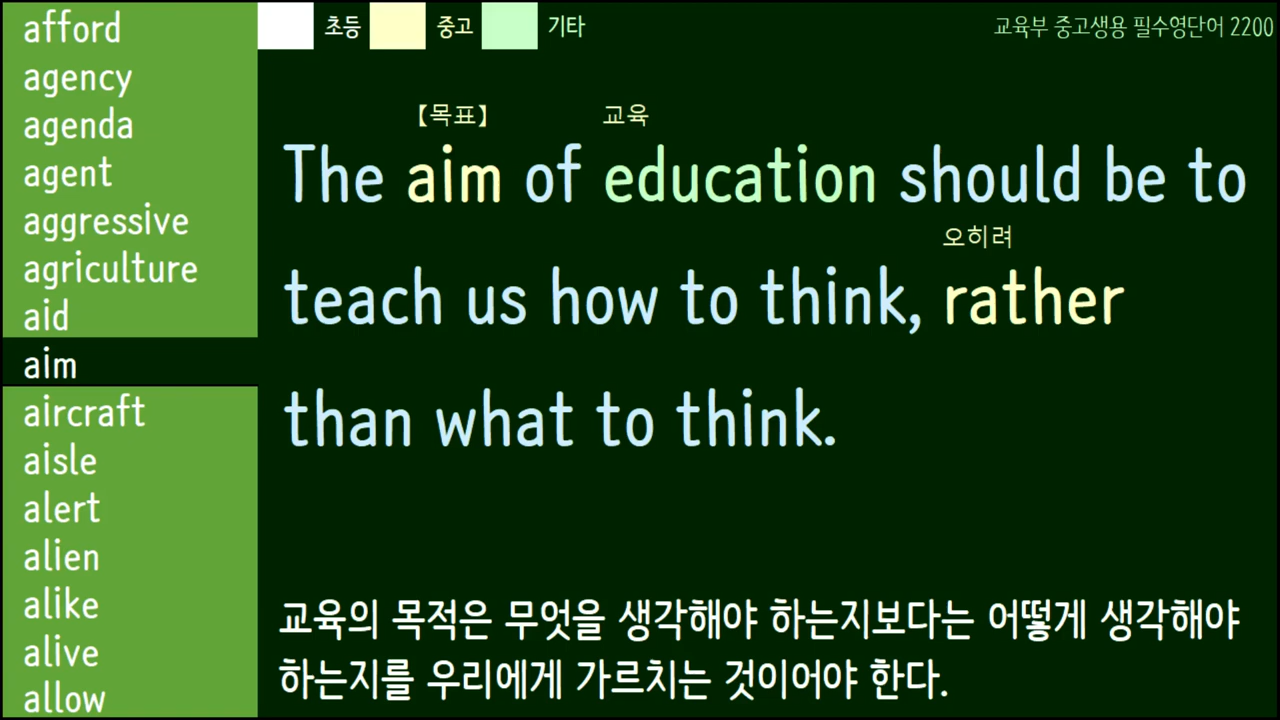 afford
agency
agenda
agent
aggressive
agriculture
aid
aim
aircraft
aisle
alert
alien
alike
alive
allow
초등 중고 기타
교육부 중고생용 필수영단어 2200
【목표】 교육
The aim of education should be to
오히려
teach us how to think, rather
than what to think.
교육의 목적은 무엇을 생각해야 하는지보다는 어떻게 생각해야
하는지를 우리에게 가르치는 것이어야 한다.